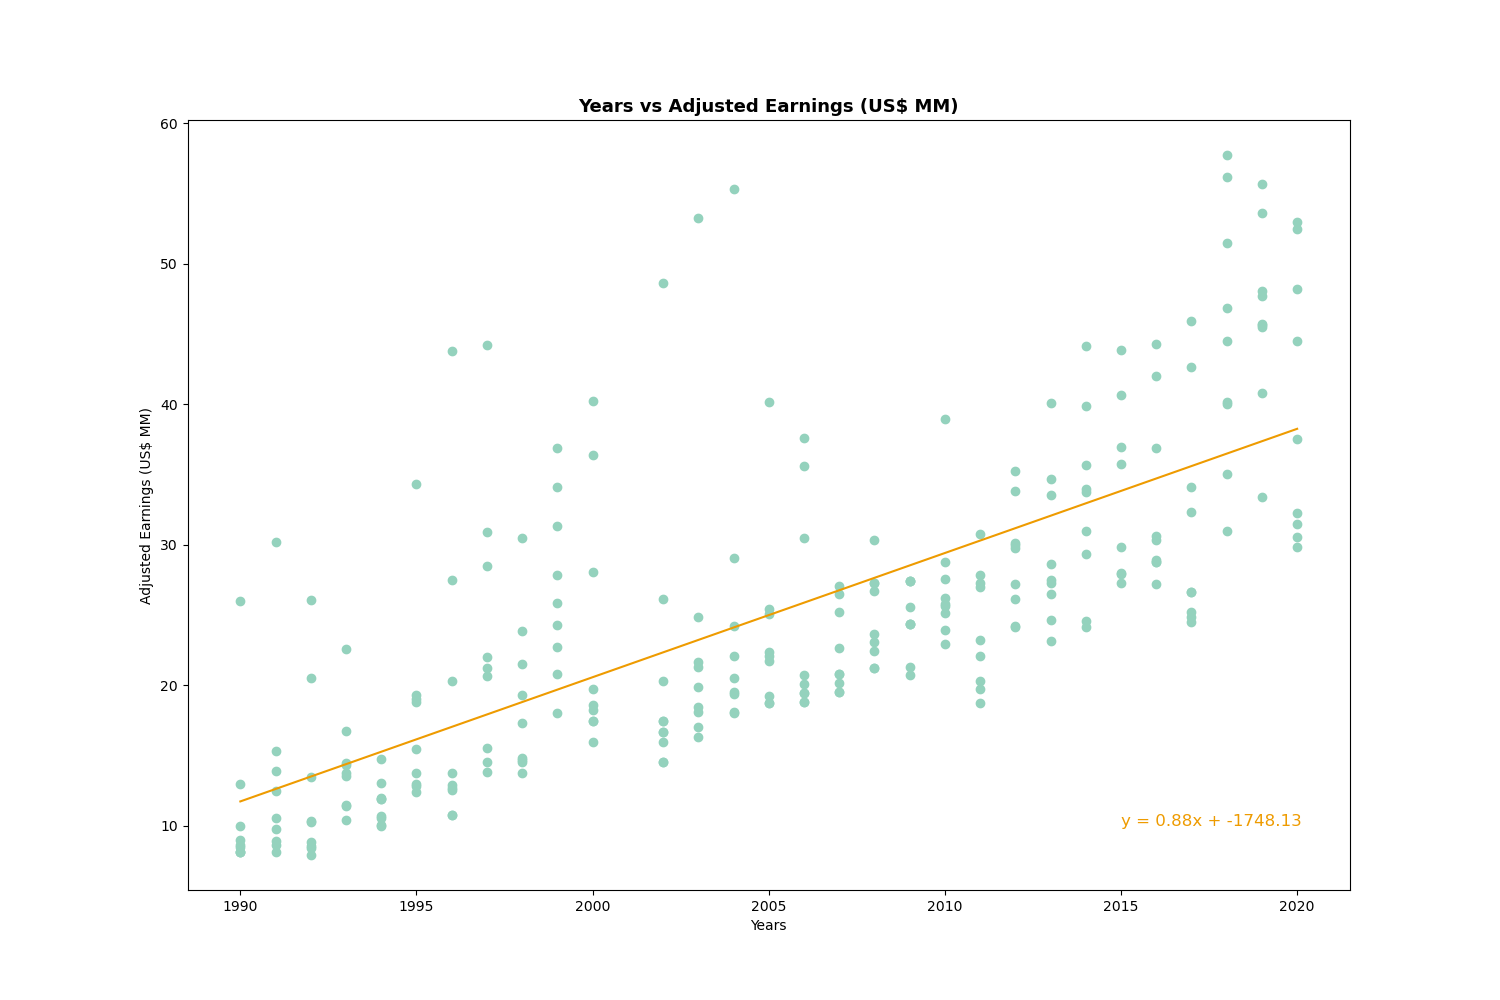 Years vs Adjusted Earnings (US$ MM)
60
50
40
30
20
10
Adjusted Earnings (US$ MM)
y = 0.88x + -1748.13
1990 1995 2000 2005 2010 2015 2020
Years